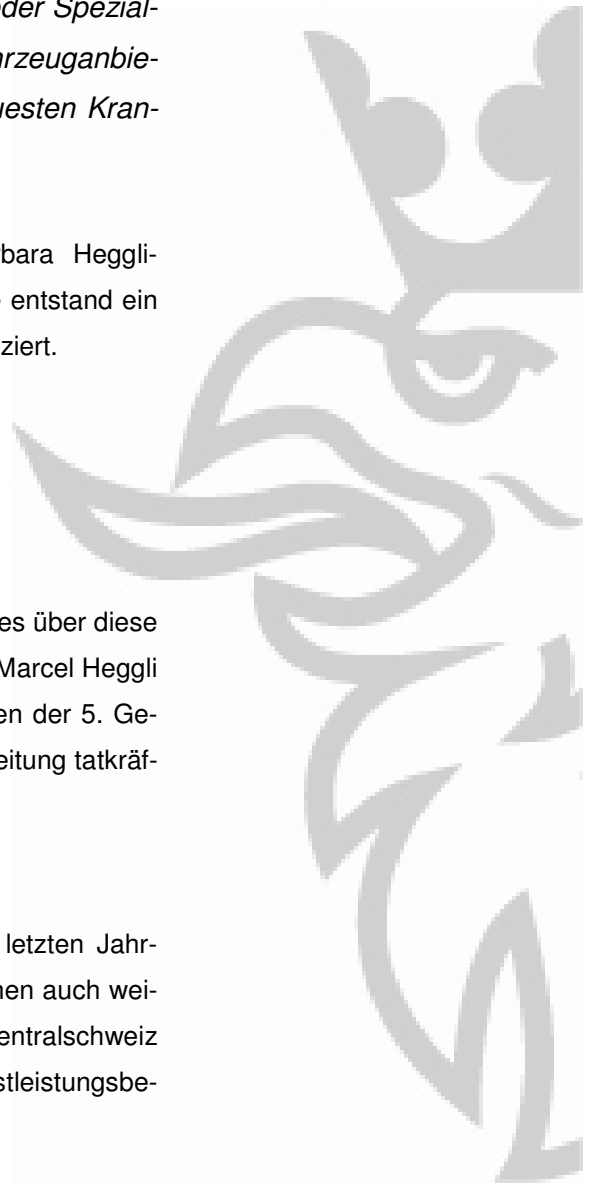 oder Spezial-
hrzeuganbie-
uesten Kran-
bara Heggli-
entstand ein
ziert.
es über diese
Marcel Heggli
en der 5. Ge-
eitung tatkräf-
letzten Jahr-
nen auch wei-
entralschweiz
stleistungsbe-